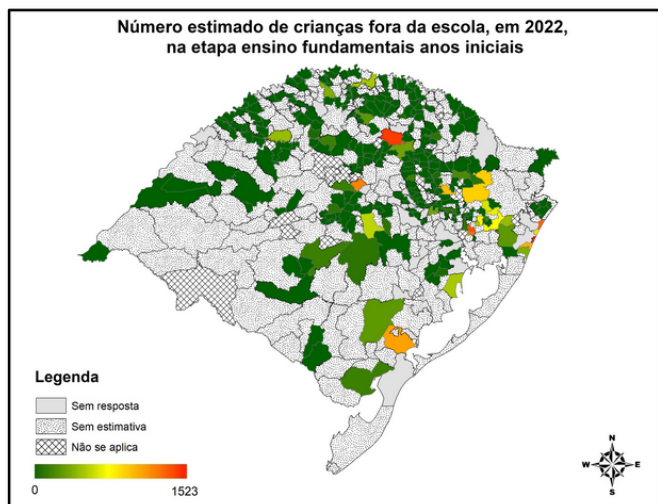 Número estimado de crianças fora da escola, em 2022,
na etapa ensino fundamentais anos iniciais
Legenda
Sem resposta
Sem estimativa
Não se aplica
0 1523
N
W E
S